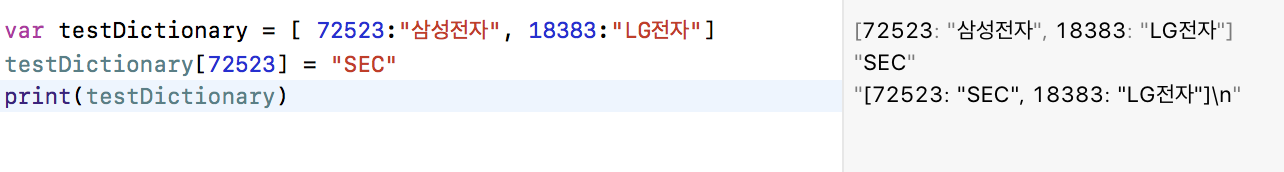 var testDictionary = [ 72523:"삼성전자", 18383:"LG전자"]
[72523: "삼성전자", 18383: "LG전자"]
testDictionary[72523] = "SEC"
"SEC"
print(testDictionary)
"[72523: "SEC", 18383: "LG전자"]\n"